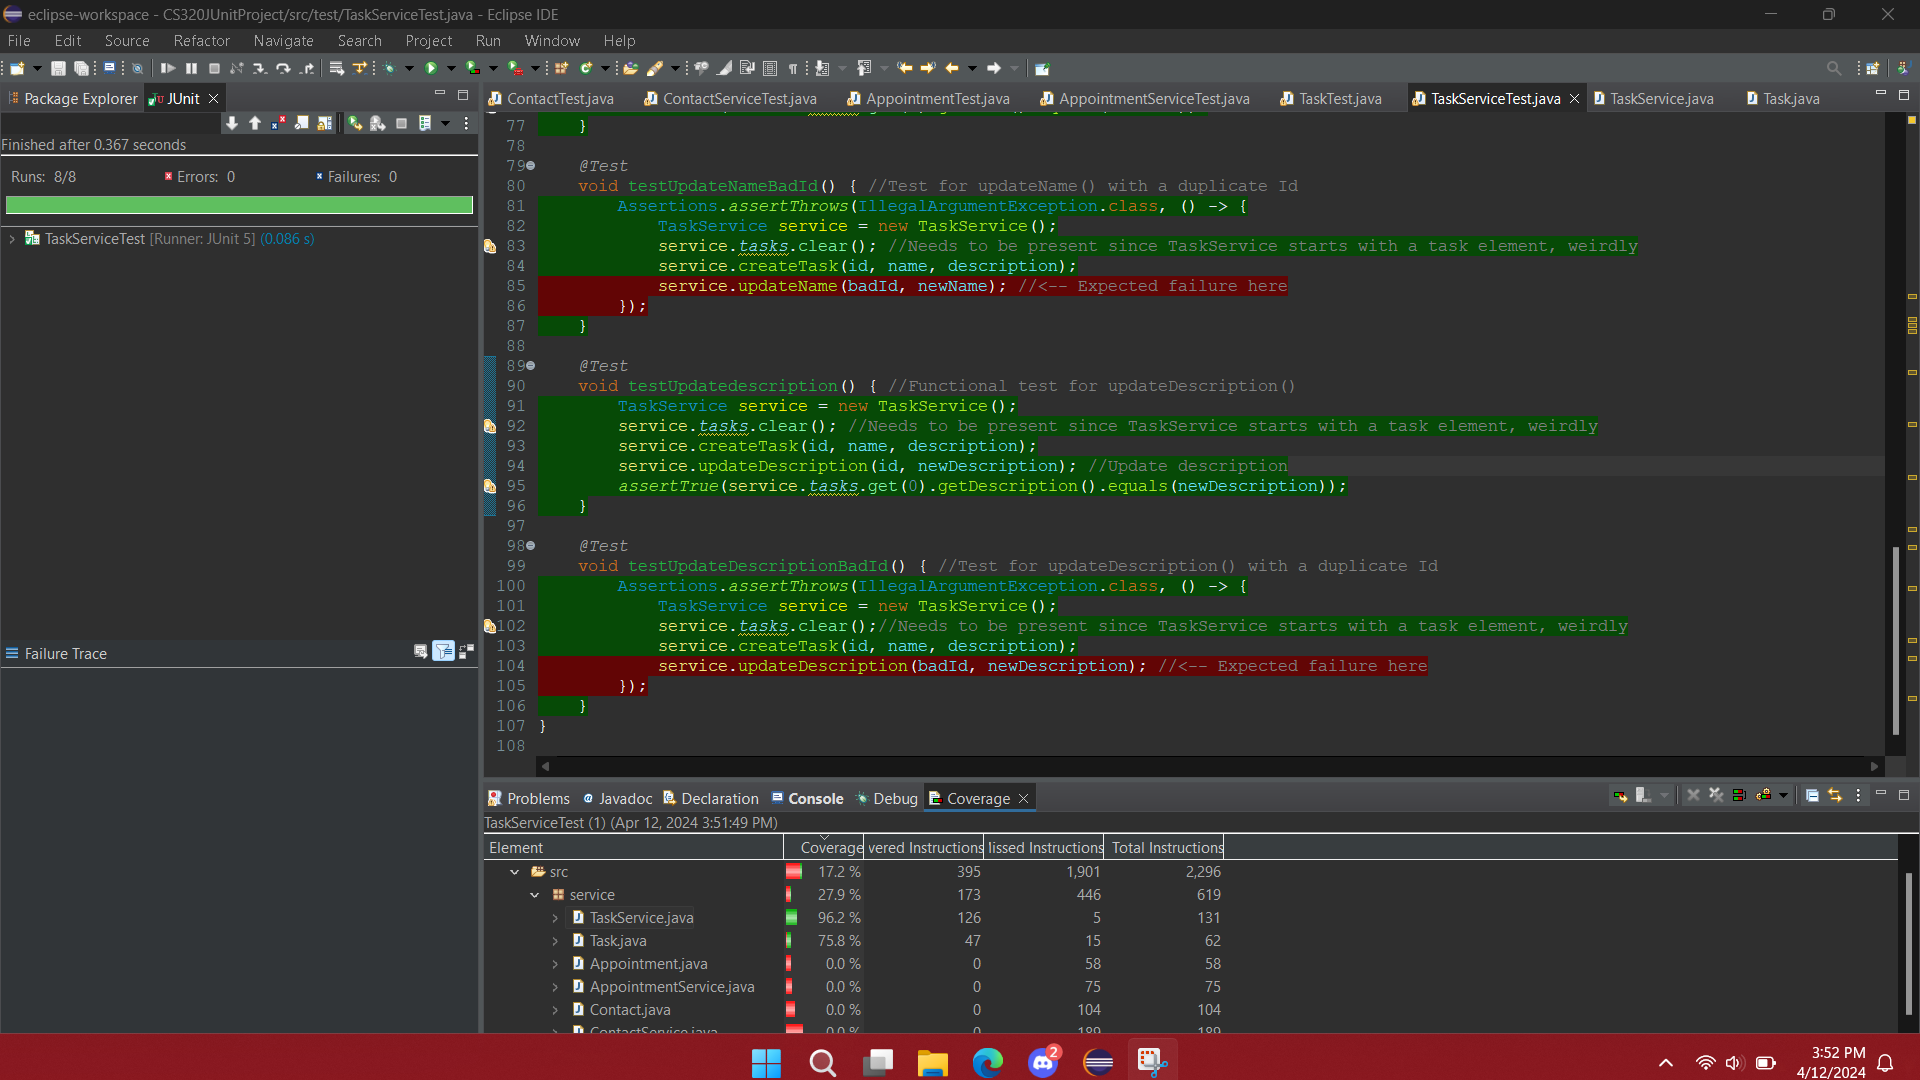 eclipse-workspace - CS320JUnitProject/src/test/TaskServiceTest.java - Eclipse IDE
File Edit Source Refactor Navigate Search Project Run Window Help
Package Explorer JUnit
Finished after 0.367 seconds
Runs: 8/8 Errors: 0 Failures: 0
TaskServiceTest [Runner: JUnit 5] (0.086 s)
Failure Trace
ContactTest.java ContactServiceTest.java AppointmentTest.java AppointmentServiceTest.java TaskTest.java TaskServiceTest.java TaskService.java Task.java
77 }
78
79 @Test
80 void testUpdateNameBadId() { //Test for updateName() with a duplicate Id
81 Assertions.assertThrows(IllegalArgumentException.class, () -> {
82 TaskService service = new TaskService();
83 service.tasks.clear(); //Needs to be present since TaskService starts with a task element, weirdly
84 service.createTask(id, name, description);
85 service.updateName(badId, newName); //<-- Expected failure here
86 });
87 }
88
89 @Test
90 void testUpdatedescription() { //Functional test for updateDescription()
91 TaskService service = new TaskService();
92 service.tasks.clear(); //Needs to be present since TaskService starts with a task element, weirdly
93 service.createTask(id, name, description);
94 service.updateDescription(id, newDescription); //Update description
95 assertTrue(service.tasks.get(0).getDescription().equals(newDescription));
96 }
97
98 @Test
99 void testUpdateDescriptionBadId() { //Test for updateDescription() with a duplicate Id
100 Assertions.assertThrows(IllegalArgumentException.class, () -> {
101 TaskService service = new TaskService();
102 service.tasks.clear();//Needs to be present since TaskService starts with a task element, weirdly
103 service.createTask(id, name, description);
104 service.updateDescription(badId, newDescription); //<-- Expected failure here
105 });
106 }
107 }
108
Problems Javadoc Declaration Console Debug Coverage
TaskServiceTest (1) (Apr 12, 2024 3:51:49 PM)
Element Coverage vered Instructions lissed Instructions Total Instructions
src 17.2 % 395 1,901 2,296
service 27.9 % 173 446 619
TaskService.java 96.2 % 126 5 131
Task.java 75.8 % 47 15 62
Appointment.java 0.0 % 0 58 58
AppointmentService.java 0.0 % 0 75 75
Contact.java 0.0 % 0 104 104
ContactService.java 0.0 % 0 189 189
2
3:52 PM
4/12/2024